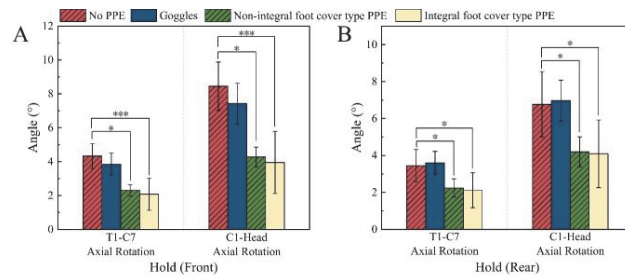 No PPE Goggles Non-integral foot cover type PPE Integral foot cover type PPE
A
12
10
8
6
4
2
0
Angle (°)
***
*
***
*
T1-C7
Axial Rotation
C1-Head
Axial Rotation
Hold (Front)
B
10
8
6
4
2
0
Angle (°)
*
*
*
*
T1-C7
Axial Rotation
C1-Head
Axial Rotation
Hold (Rear)